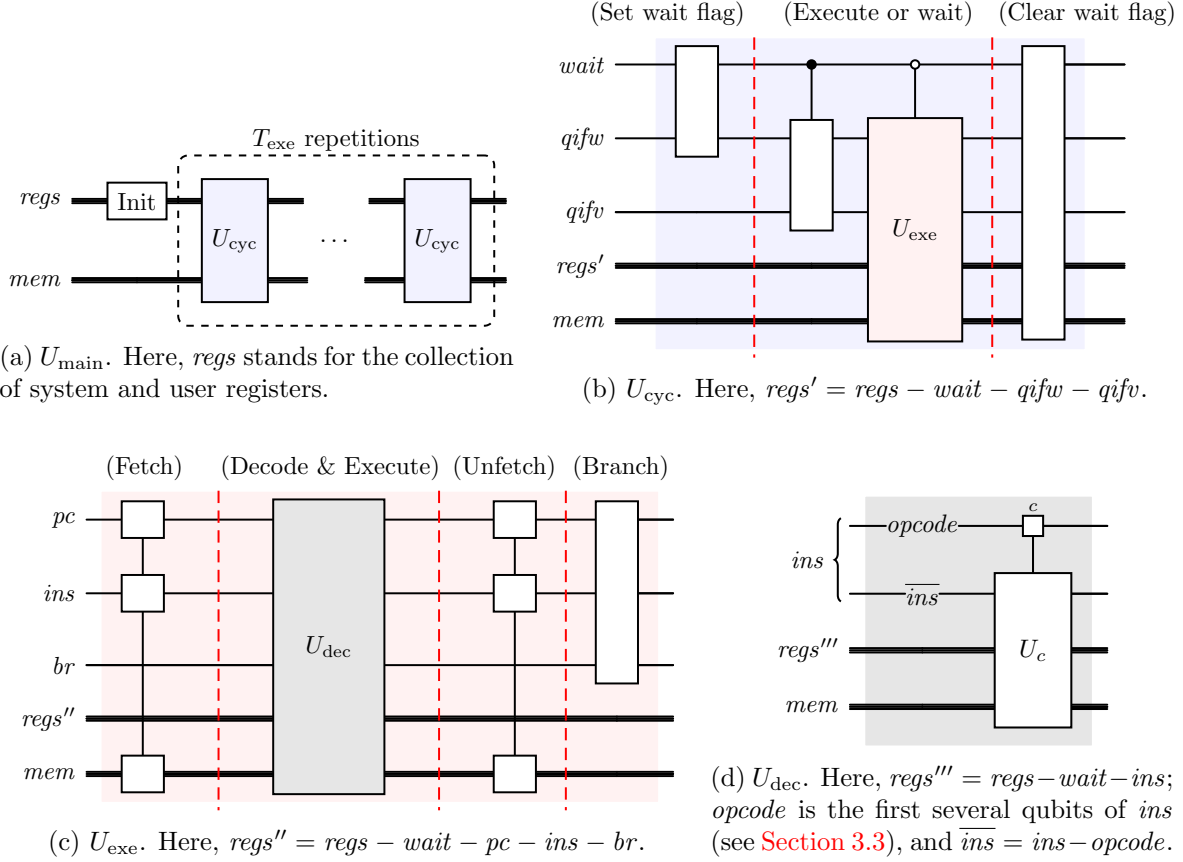 T_exe repetitions
regs
Init
U_cyc
...
U_cyc
mem
(a) U_main. Here, regs stands for the collection
of system and user registers.
(Set wait flag) (Execute or wait) (Clear wait flag)
wait
qifw
qifv
U_exe
regs′
mem
(b) U_cyc. Here, regs′ = regs − wait − qifw − qifv.
(Fetch) (Decode & Execute) (Unfetch) (Branch)
pc
ins
br
U_dec
regs″
mem
(c) U_exe. Here, regs″ = regs − wait − pc − ins − br.
c
opcode
ins
\overline{ins}
regs‴
U_c
mem
(d) U_dec. Here, regs‴ = regs−wait−ins;
opcode is the first several qubits of ins
(see Section 3.3), and \overline{ins} = ins−opcode.